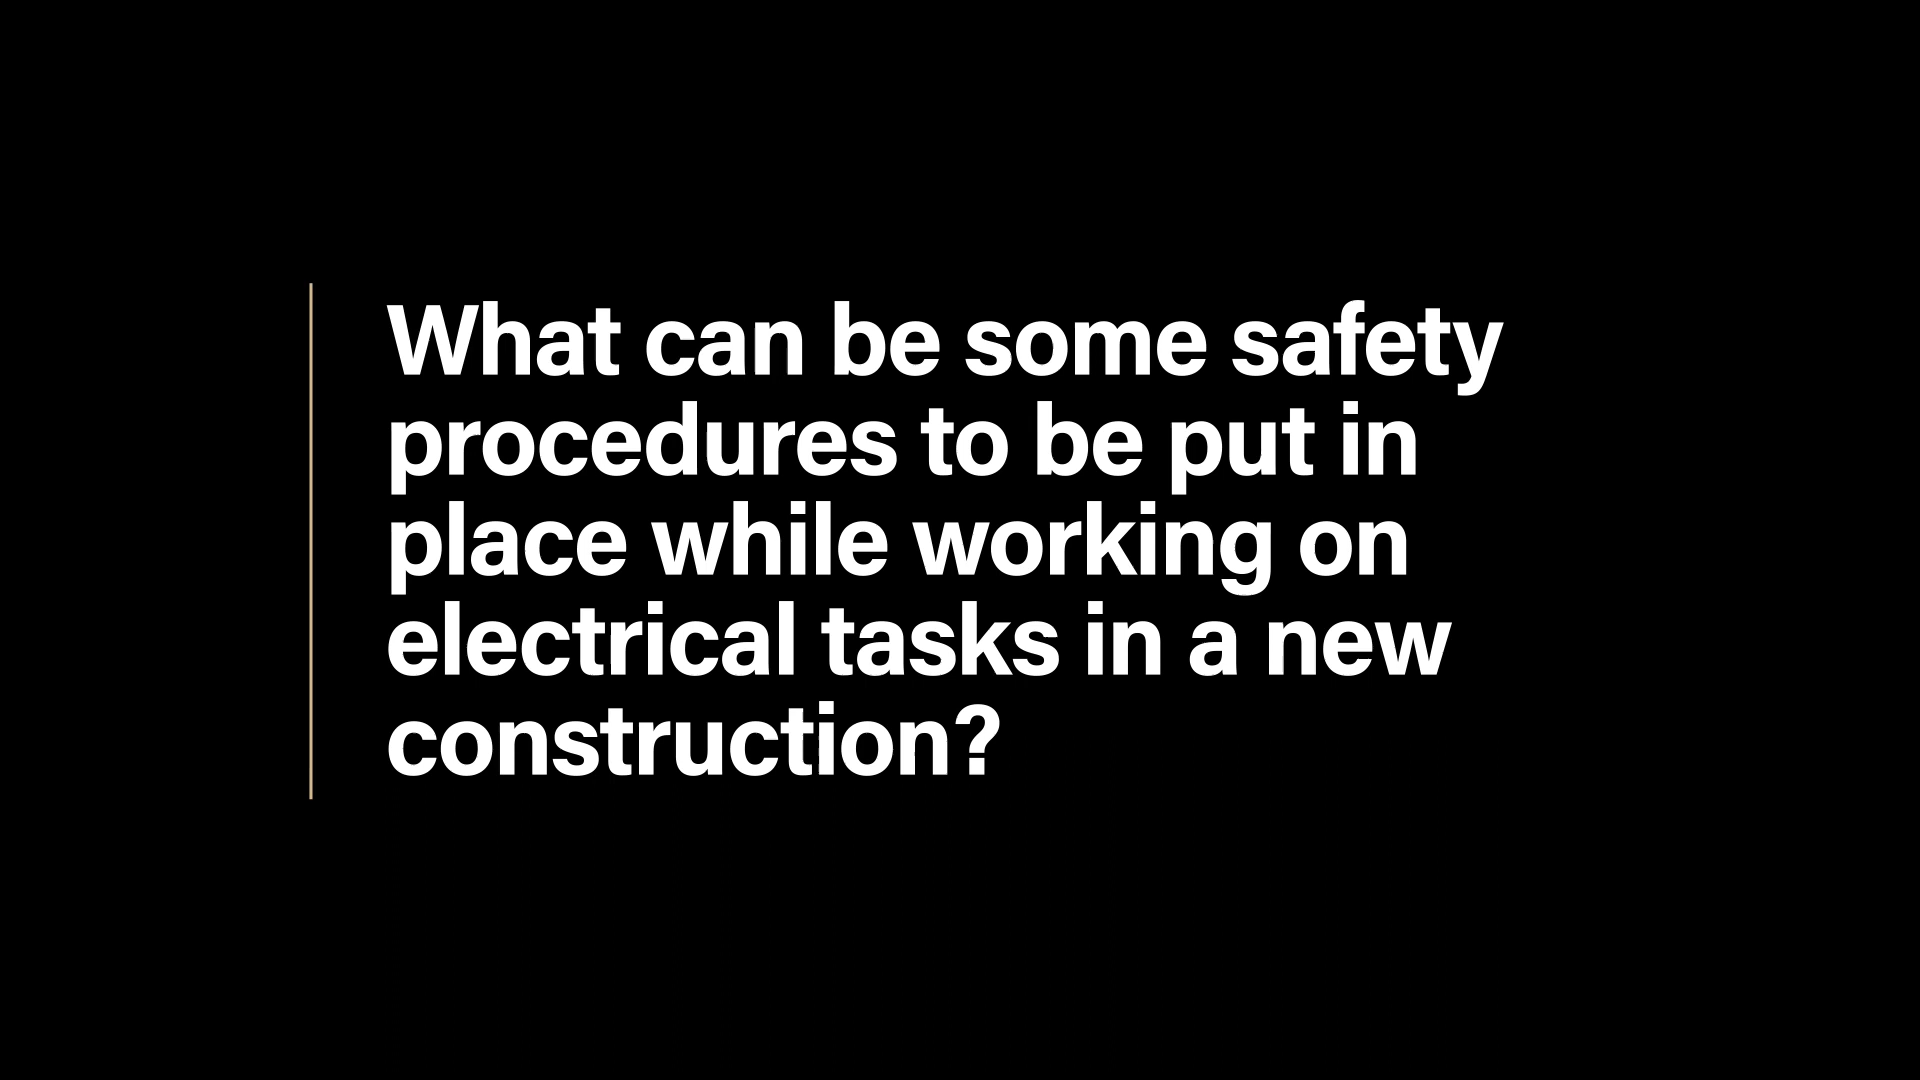 What can be some safety
procedures to be put in
place while working on
electrical tasks in a new
construction?